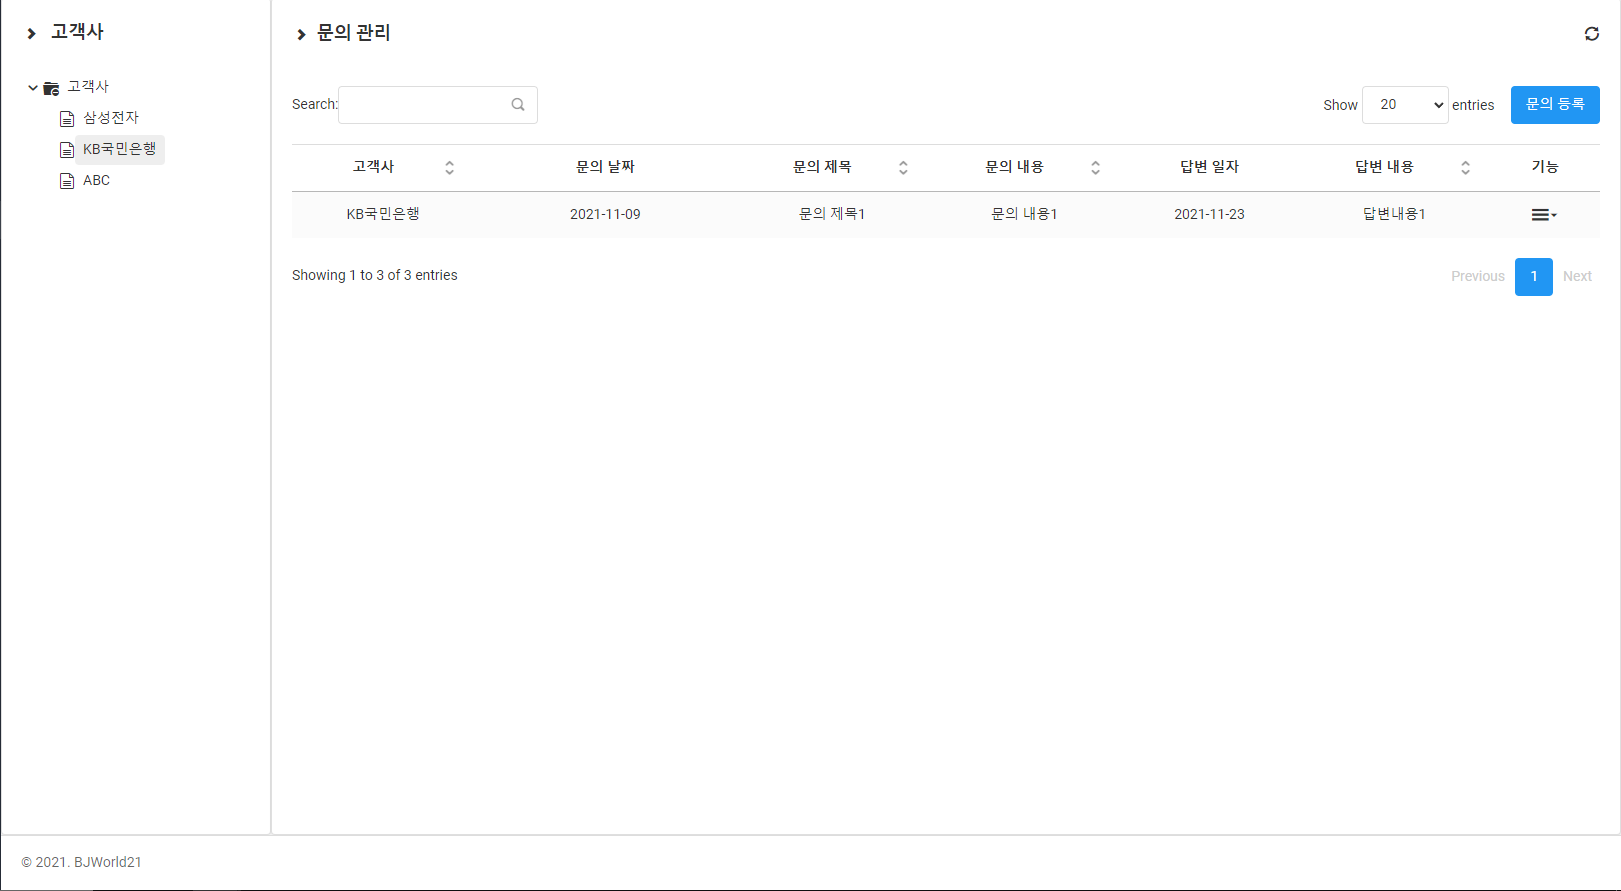 고객사
고객사
삼성전자
KB국민은행
ABC
문의 관리
Search:
Show 20 entries 문의 등록
고객사 문의 날짜 문의 제목 문의 내용 답변 일자 답변 내용 기능
KB국민은행 2021-11-09 문의 제목1 문의 내용1 2021-11-23 답변내용1
Showing 1 to 3 of 3 entries
Previous 1 Next
© 2021. BJWorld21